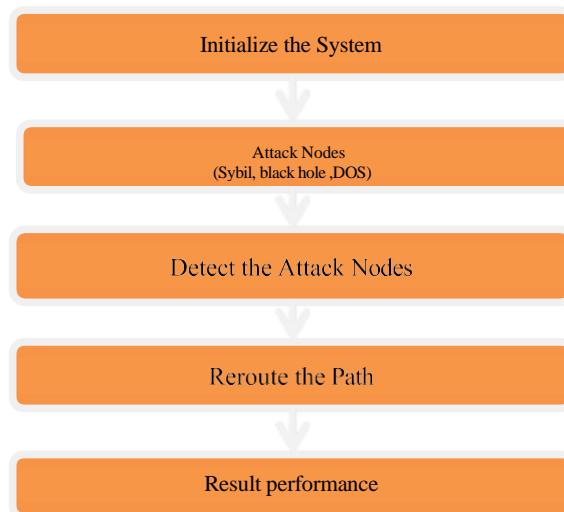 Initialize the System
Attack Nodes
(Sybil, black hole ,DOS)
Detect the Attack Nodes
Reroute the Path
Result performance